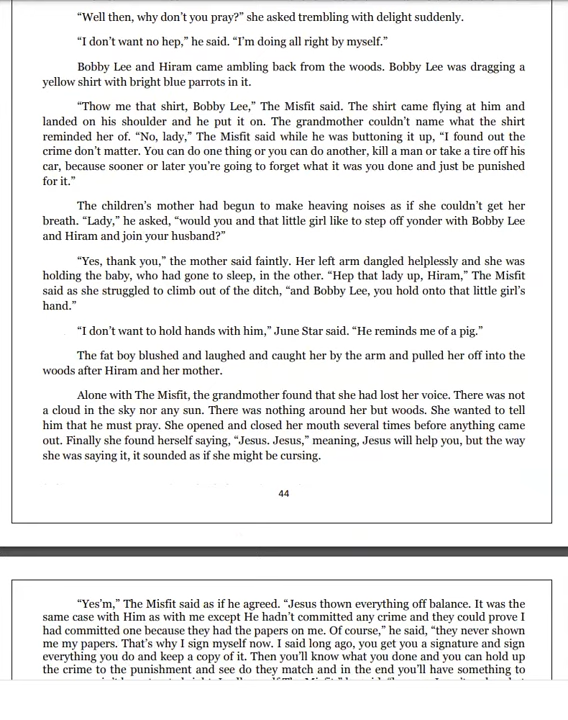 “Well then, why don’t you pray?” she asked trembling with delight suddenly.
“I don’t want no hep,” he said. “I’m doing all right by myself.”
Bobby Lee and Hiram came ambling back from the woods. Bobby Lee was dragging a
yellow shirt with bright blue parrots in it.
“Thow me that shirt, Bobby Lee,” The Misfit said. The shirt came flying at him and
landed on his shoulder and he put it on. The grandmother couldn’t name what the shirt
reminded her of. “No, lady,” The Misfit said while he was buttoning it up, “I found out the
crime don’t matter. You can do one thing or you can do another, kill a man or take a tire off his
car, because sooner or later you’re going to forget what it was you done and just be punished
for it.”
The children’s mother had begun to make heaving noises as if she couldn’t get her
breath. “Lady,” he asked, “would you and that little girl like to step off yonder with Bobby Lee
and Hiram and join your husband?”
“Yes, thank you,” the mother said faintly. Her left arm dangled helplessly and she was
holding the baby, who had gone to sleep, in the other. “Hep that lady up, Hiram,” The Misfit
said as she struggled to climb out of the ditch, “and Bobby Lee, you hold onto that little girl’s
hand.”
“I don’t want to hold hands with him,” June Star said. “He reminds me of a pig.”
The fat boy blushed and laughed and caught her by the arm and pulled her off into the
woods after Hiram and her mother.
Alone with The Misfit, the grandmother found that she had lost her voice. There was not
a cloud in the sky nor any sun. There was nothing around her but woods. She wanted to tell
him that he must pray. She opened and closed her mouth several times before anything came
out. Finally she found herself saying, “Jesus. Jesus,” meaning, Jesus will help you, but the way
she was saying it, it sounded as if she might be cursing.
44
“Yes’m,” The Misfit said as if he agreed. “Jesus thown everything off balance. It was the
same case with Him as with me except He hadn’t committed any crime and they could prove I
had committed one because they had the papers on me. Of course,” he said, “they never shown
me my papers. That’s why I sign myself now. I said long ago, you get you a signature and sign
everything you do and keep a copy of it. Then you’ll know what you done and you can hold up
the crime to the punishment and see do they match and in the end you’ll have something to